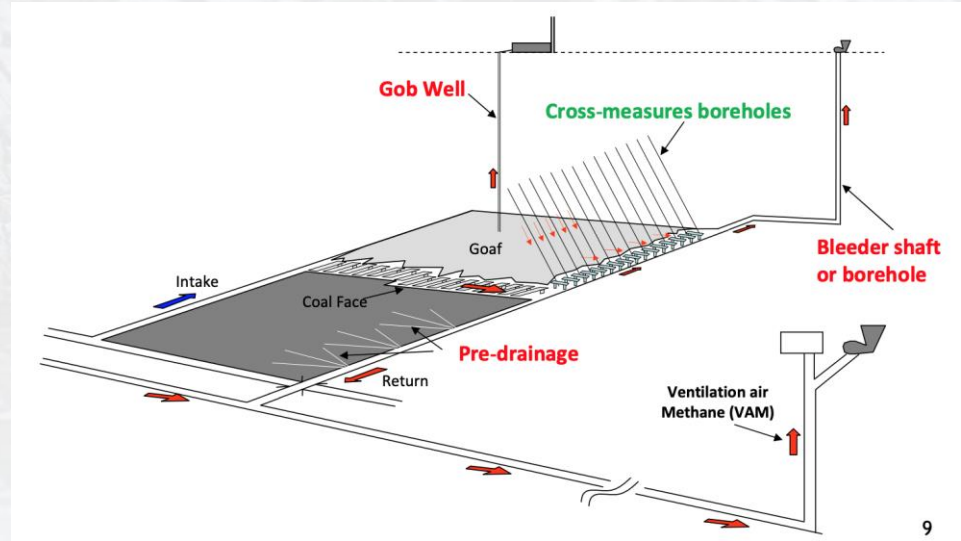 Gob Well
Cross-measures boreholes
Goaf
Bleeder shaft
or borehole
Intake
Coal Face
Pre-drainage
Return
Ventilation air
Methane (VAM)
9